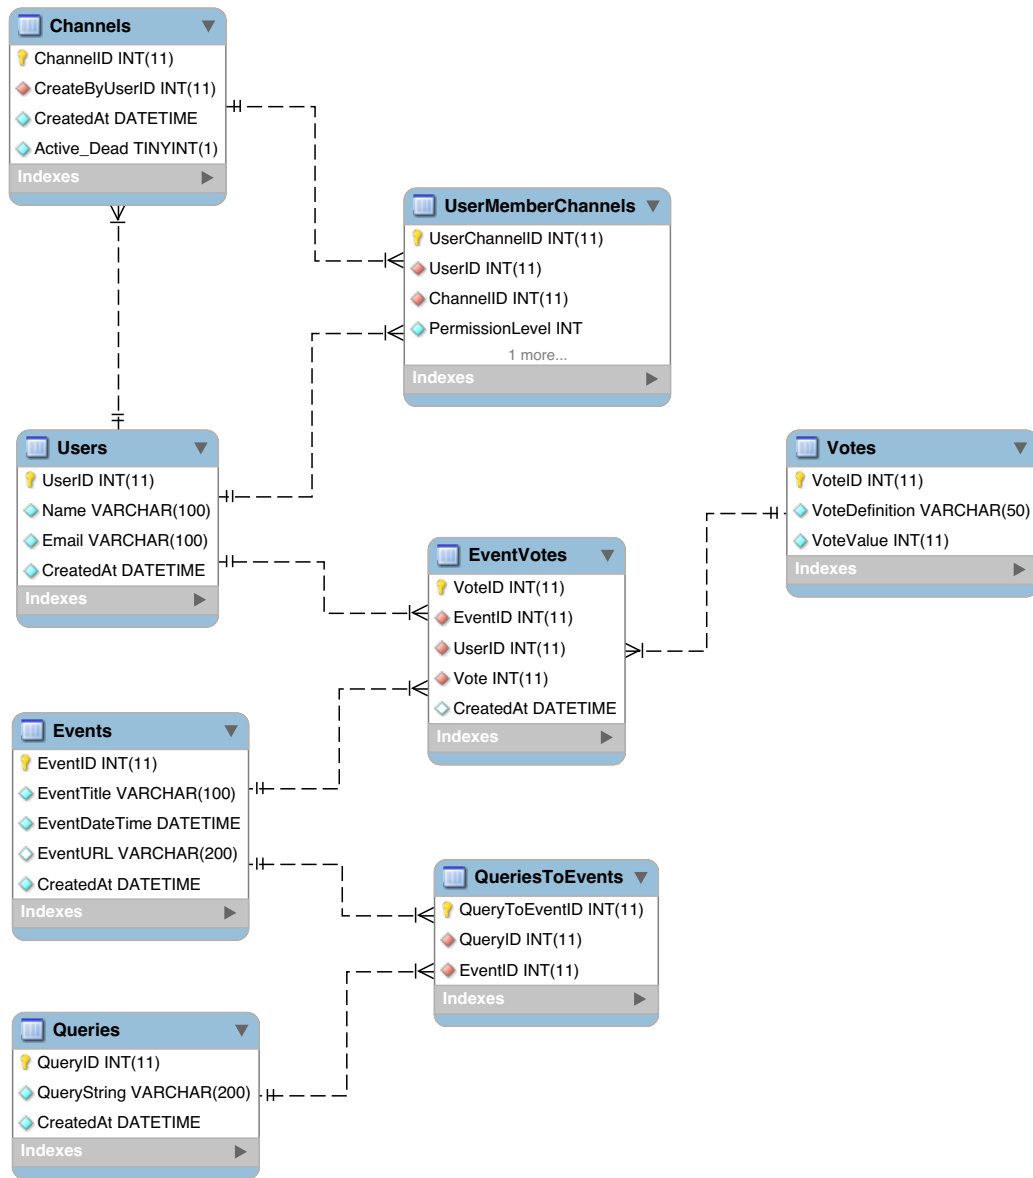 Channels
ChannelID INT(11)
CreateByUserID INT(11)
CreatedAt DATETIME
Active_Dead TINYINT(1)
Indexes
UserMemberChannels
UserChannelID INT(11)
UserID INT(11)
ChannelID INT(11)
PermissionLevel INT
1 more...
Indexes
Users
UserID INT(11)
Name VARCHAR(100)
Email VARCHAR(100)
CreatedAt DATETIME
Indexes
Votes
VoteID INT(11)
VoteDefinition VARCHAR(50)
VoteValue INT(11)
Indexes
EventVotes
VoteID INT(11)
EventID INT(11)
UserID INT(11)
Vote INT(11)
CreatedAt DATETIME
Indexes
Events
EventID INT(11)
EventTitle VARCHAR(100)
EventDateTime DATETIME
EventURL VARCHAR(200)
CreatedAt DATETIME
Indexes
QueriesToEvents
QueryToEventID INT(11)
QueryID INT(11)
EventID INT(11)
Indexes
Queries
QueryID INT(11)
QueryString VARCHAR(200)
CreatedAt DATETIME
Indexes